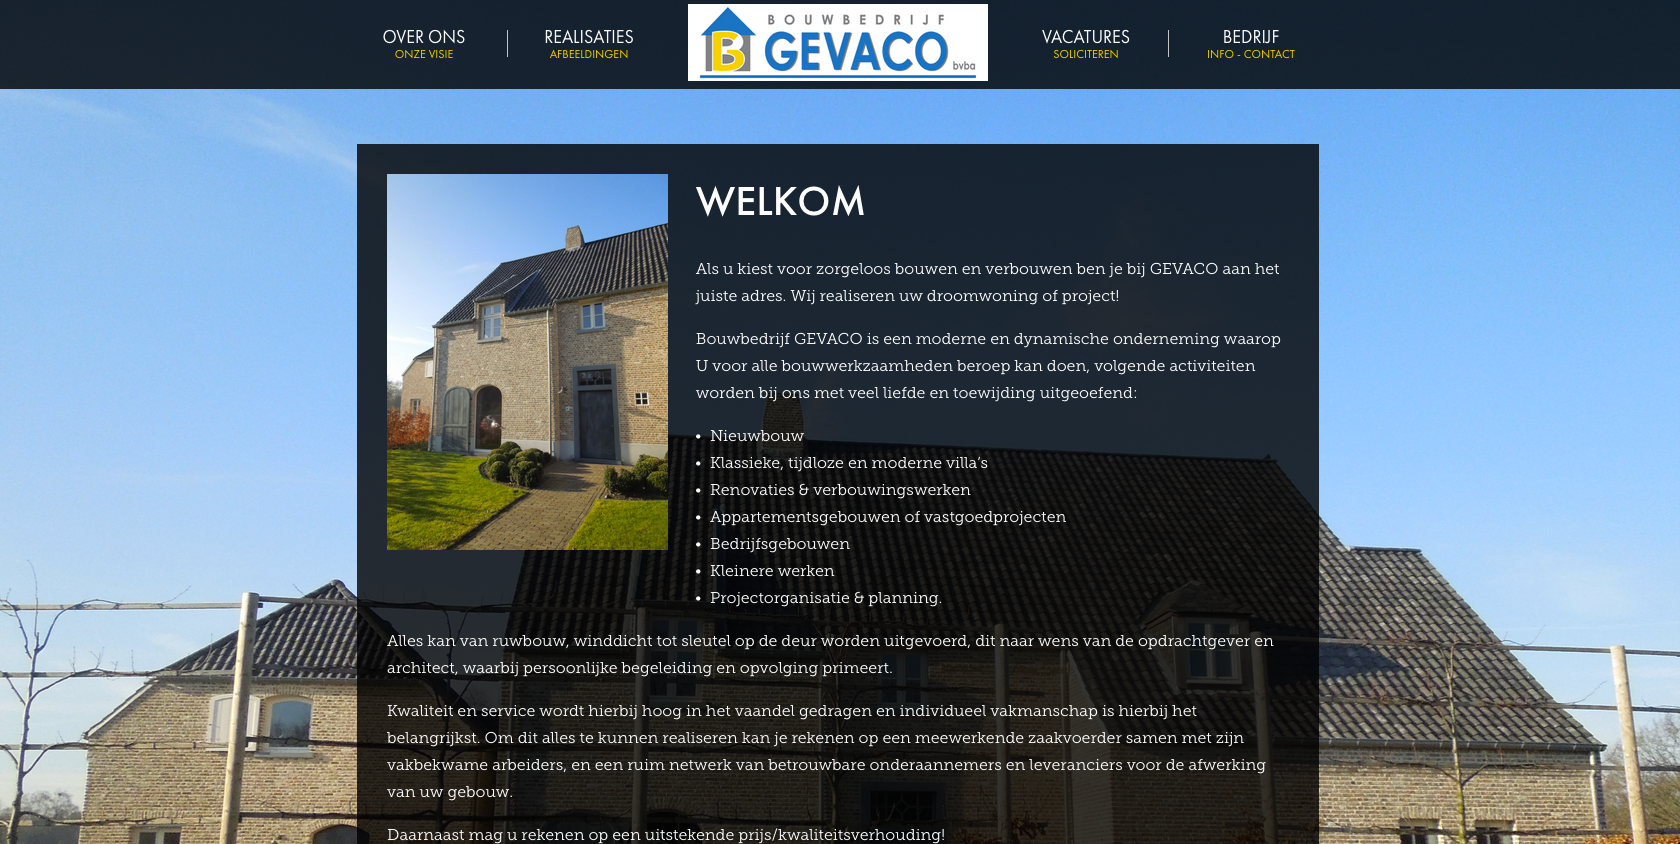 OVER ONS
ONZE VISIE
REALISATIES
AFBEELDINGEN
BOUWBEDRIJF
B GEVACO bvba
VACATURES
SOLICITEREN
BEDRIJF
INFO - CONTACT
WELKOM
Als u kiest voor zorgeloos bouwen en verbouwen ben je bij GEVACO aan het
juiste adres. Wij realiseren uw droomwoning of project!
Bouwbedrijf GEVACO is een moderne en dynamische onderneming waarop
U voor alle bouwwerkzaamheden beroep kan doen, volgende activiteiten
worden bij ons met veel liefde en toewijding uitgeoefend:
• Nieuwbouw
• Klassieke, tijdloze en moderne villa's
• Renovaties & verbouwingswerken
• Appartementsgebouwen of vastgoedprojecten
• Bedrijfsgebouwen
• Kleinere werken
• Projectorganisatie & planning.
Alles kan van ruwbouw, winddicht tot sleutel op de deur worden uitgevoerd, dit naar wens van de opdrachtgever en
architect, waarbij persoonlijke begeleiding en opvolging primeert.
Kwaliteit en service wordt hierbij hoog in het vaandel gedragen en individueel vakmanschap is hierbij het
belangrijkst. Om dit alles te kunnen realiseren kan je rekenen op een meewerkende zaakvoerder samen met zijn
vakbekwame arbeiders, en een ruim netwerk van betrouwbare onderaannemers en leveranciers voor de afwerking
van uw gebouw.
Daarnaast mag u rekenen op een uitstekende prijs/kwaliteitsverhouding!